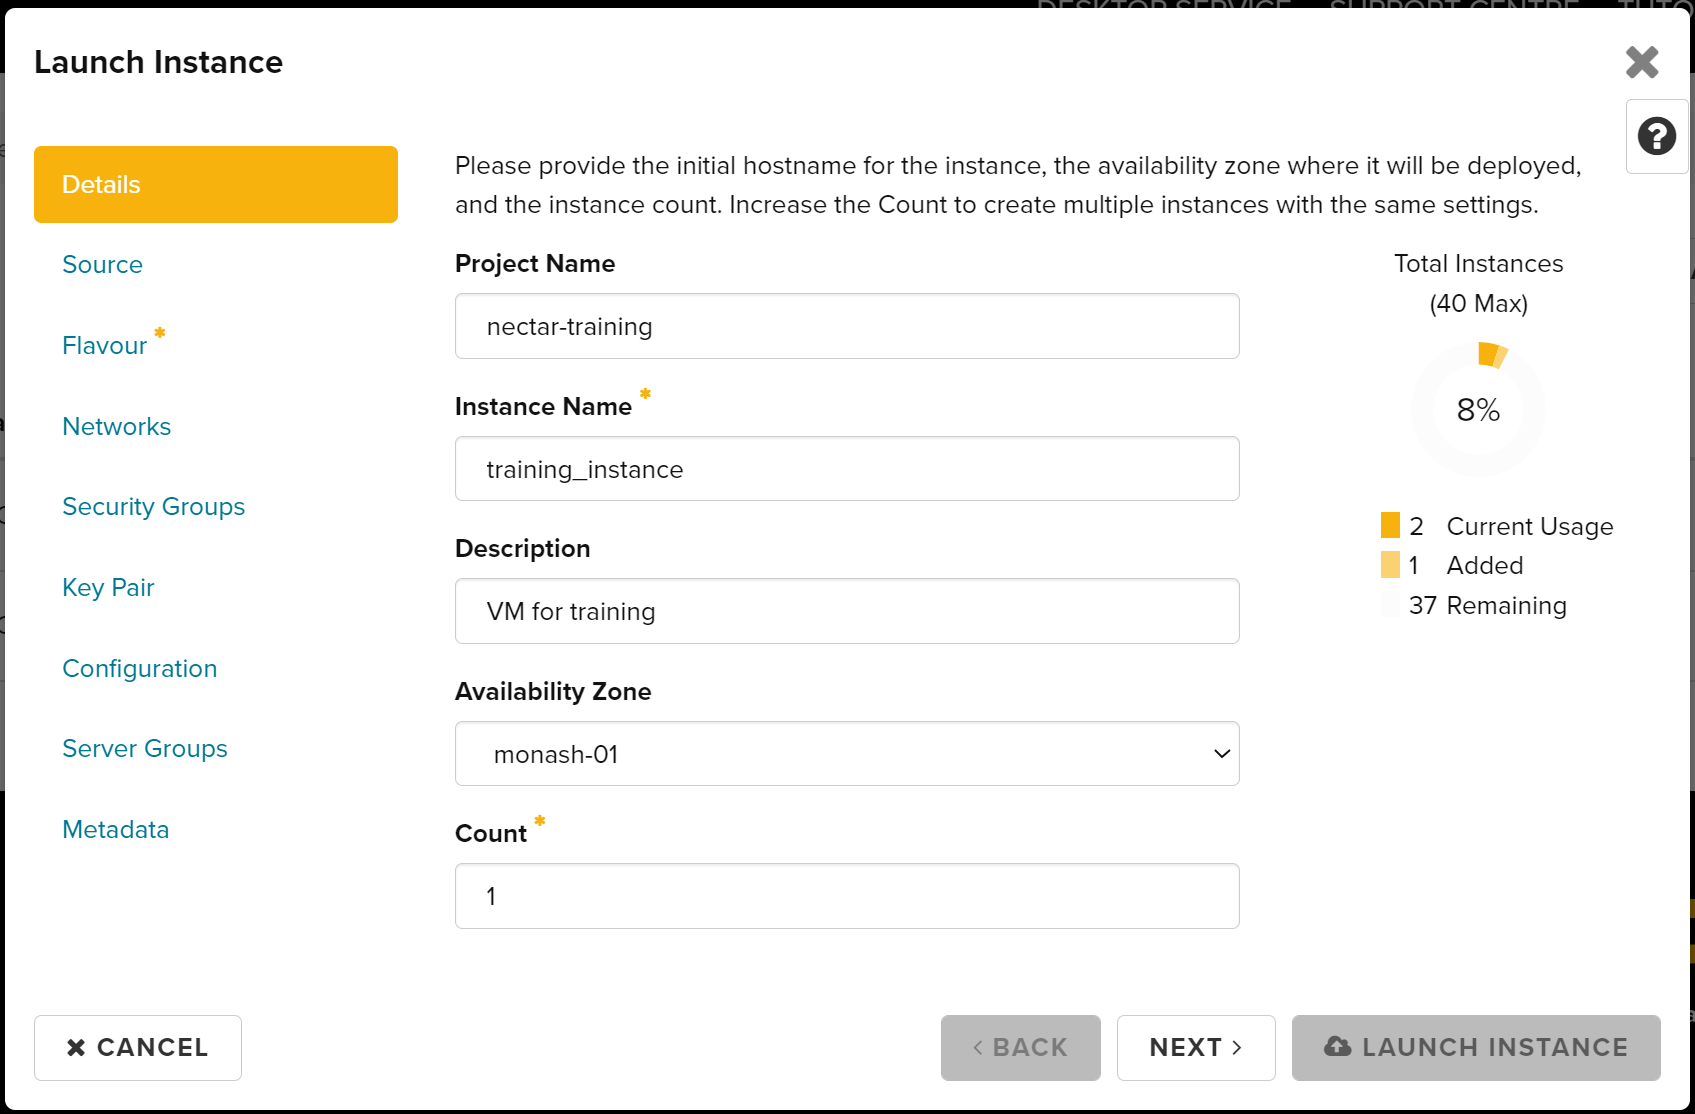 DESKTOP SERVICE SUPPORT CENTRE
Launch Instance
Details
Source
Flavour *
Networks
Security Groups
Key Pair
Configuration
Server Groups
Metadata
Please provide the initial hostname for the instance, the availability zone where it will be deployed,
and the instance count. Increase the Count to create multiple instances with the same settings.
Project Name
nectar-training
Instance Name *
training_instance
Description
VM for training
Availability Zone
monash-01
Count *
1
Total Instances
(40 Max)
8%
2 Current Usage
1 Added
37 Remaining
CANCEL
BACK
NEXT
LAUNCH INSTANCE